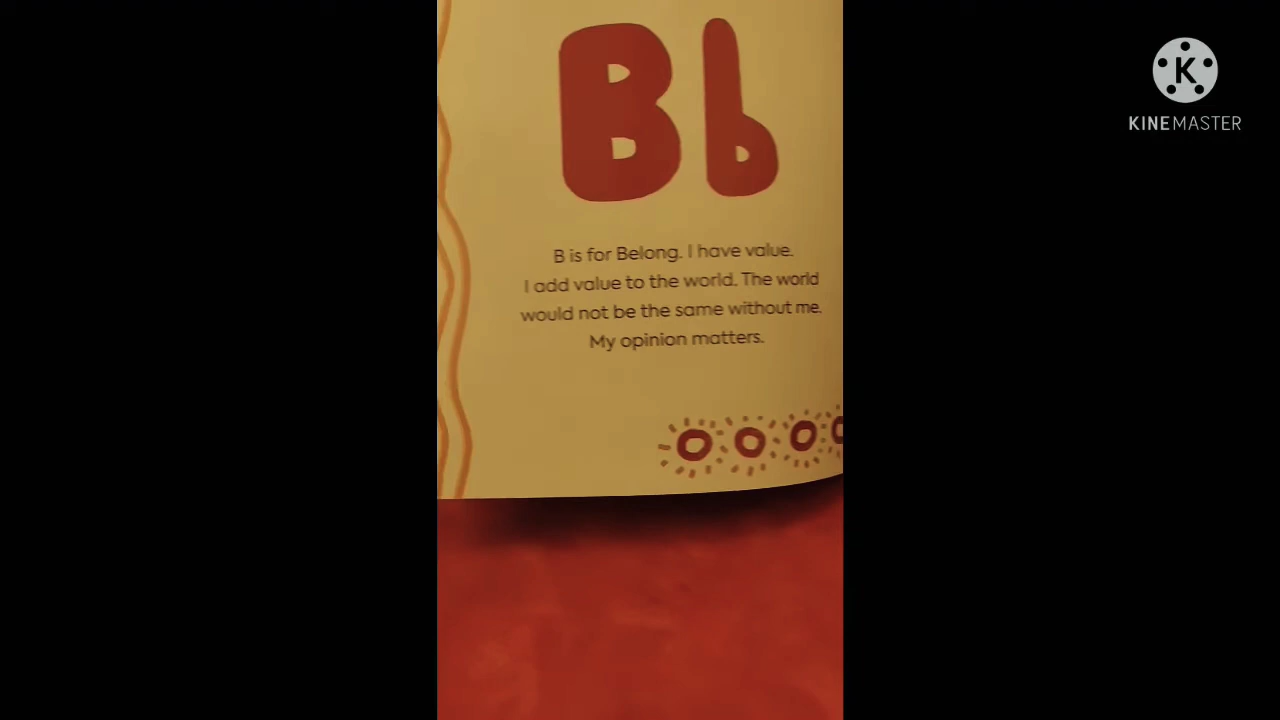 Bb
B is for Belong. I have value.
I add value to the world. The world
would not be the same without me.
My opinion matters.
K
KINEMASTER